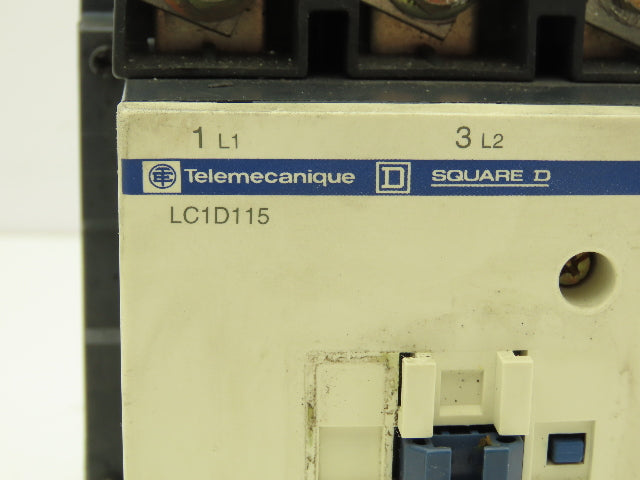 1 L1 3 L2
Telemecanique D SQUARE D
LC1D115